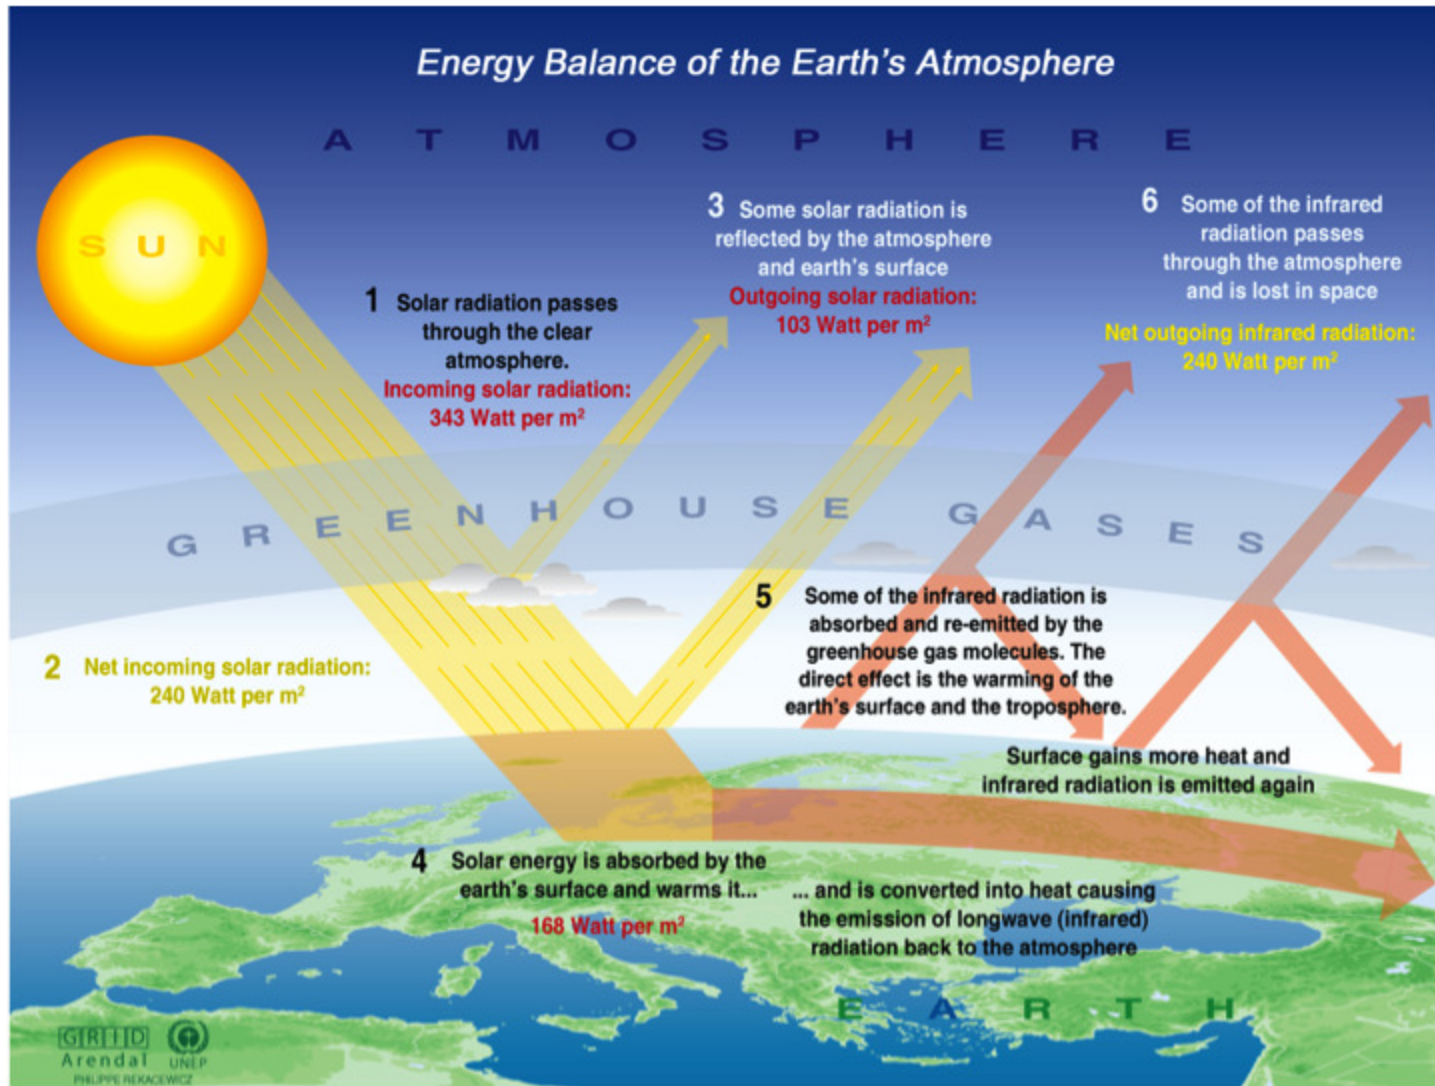 Energy Balance of the Earth's Atmosphere
ATMOSPHERE
SUN
1 Solar radiation passes
through the clear
atmosphere.
Incoming solar radiation:
343 Watt per m²
3 Some solar radiation is
reflected by the atmosphere
and earth's surface
Outgoing solar radiation:
103 Watt per m²
6 Some of the infrared
radiation passes
through the atmosphere
and is lost in space
Net outgoing infrared radiation:
240 Watt per m²
GREENHOUSE GASES
2 Net incoming solar radiation:
240 Watt per m²
5 Some of the infrared radiation is
absorbed and re-emitted by the
greenhouse gas molecules. The
direct effect is the warming of the
earth's surface and the troposphere.
Surface gains more heat and
infrared radiation is emitted again
4 Solar energy is absorbed by the
earth's surface and warms it...
168 Watt per m²
... and is converted into heat causing
the emission of longwave (infrared)
radiation back to the atmosphere
EARTH
GRID
Arendal
UNEP
PHILIPPE REKACEWICZ